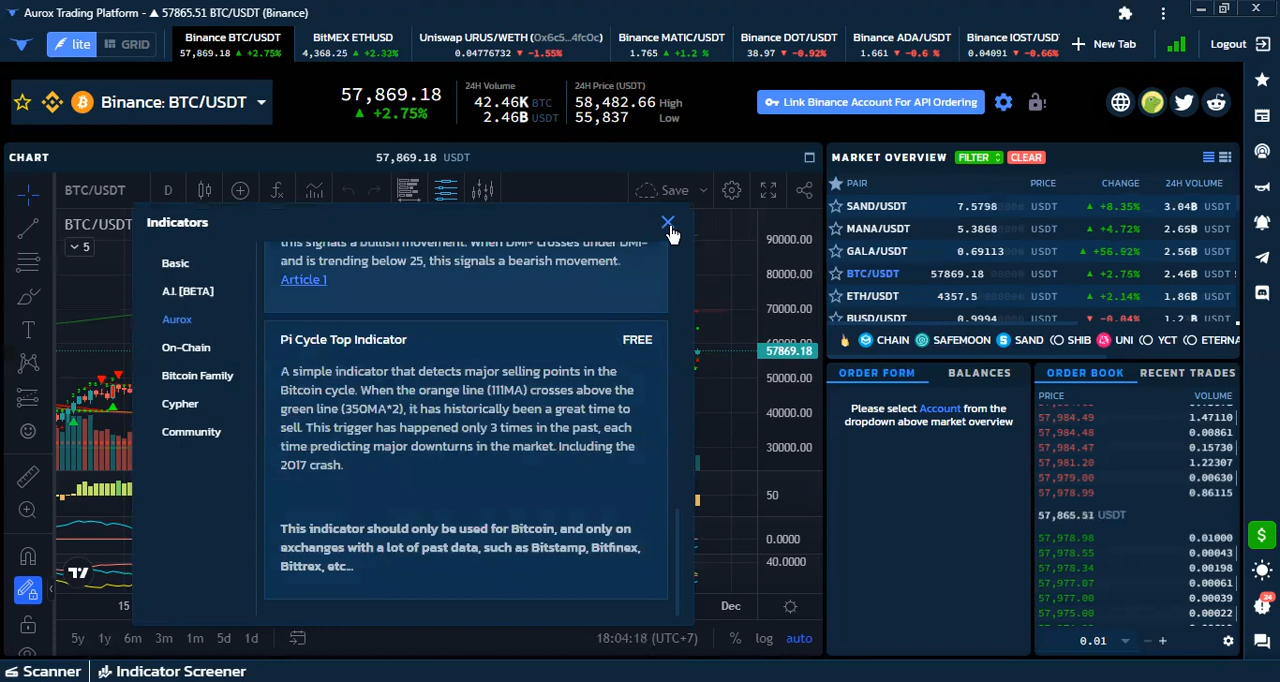 Aurox Trading Platform - ▲ 57865.51 BTC/USDT (Binance)
lite
GRID
Binance BTC/USDT
57,869.18 ▲ +2.75%
BitMEX ETHUSD
4,368.25 ▲ +2.32%
Uniswap URUS/WETH (0x6c5...4fc0c)
0.04776732 ▼ -1.55%
Binance MATIC/USDT
1.765 ▲ +1.2 %
Binance DOT/USDT
38.97 ▼ -0.92%
Binance ADA/USDT
1.661 ▼ -0.6 %
Binance IOST/USDT
0.04091 ▼ -0.66%
New Tab
Logout
Binance: BTC/USDT
57,869.18
▲ +2.75%
24H Volume
42.46K BTC
2.46B USDT
24H Price (USDT)
58,482.66 High
55,837 Low
Link Binance Account For API Ordering
CHART
57,869.18 USDT
BTC/USDT
D
Save
BTC/USDT
5
Indicators
Basic
A.I. [BETA]
Aurox
On-Chain
Bitcoin Family
Cypher
Community
this signals a bullish movement. When DMI+ crosses under DMI-
and is trending below 25, this signals a bearish movement.
Article 1
Pi Cycle Top Indicator
FREE
A simple indicator that detects major selling points in the
Bitcoin cycle. When the orange line (111MA) crosses above the
green line (350MA*2), it has historically been a great time to
sell. This trigger has happened only 3 times in the past, each
time predicting major downturns in the market. Including the
2017 crash.
This indicator should only be used for Bitcoin, and only on
exchanges with a lot of past data, such as Bitstamp, Bitfinex,
Bittrex, etc...
90000.00
80000.00
70000.00
57869.18
50000.00
40000.00
30000.00
50
0.0000
40.0000
15
Dec
5y 1y 6m 3m 1m 5d 1d
18:04:18 (UTC+7)
% log auto
MARKET OVERVIEW
FILTER
CLEAR
PAIR PRICE CHANGE 24H VOLUME
SAND/USDT 7.5798 USDT ▲ +8.35% 3.04B USDT
MANA/USDT 5.3868 USDT ▲ +4.72% 2.65B USDT
GALA/USDT 0.69113 USDT ▲ +56.92% 2.56B USDT
BTC/USDT 57869.18 USDT ▲ +2.75% 2.46B USDT
ETH/USDT 4357.5 USDT ▲ +2.14% 1.86B USDT
BUSD/USDT 0.9994 USDT ▼ -0.04% USDT
CHAIN SAFEMOON SAND SHIB UNI YCT ETERNA
ORDER FORM
BALANCES
Please select Account from the
dropdown above market overview
ORDER BOOK
RECENT TRADES
PRICE VOLUME
57,984.49 1.47110
57,984.48 0.00861
57,984.47 0.15730
57,981.20 1.22307
57,979.00 0.00630
57,978.99 0.86115
57,865.51 USDT
57,978.98 0.01000
57,978.55 0.00043
57,978.34 0.00198
57,977.07 0.00061
57,977.00 0.00039
57,975.00 0.00022
0.01
24
Scanner
Indicator Screener